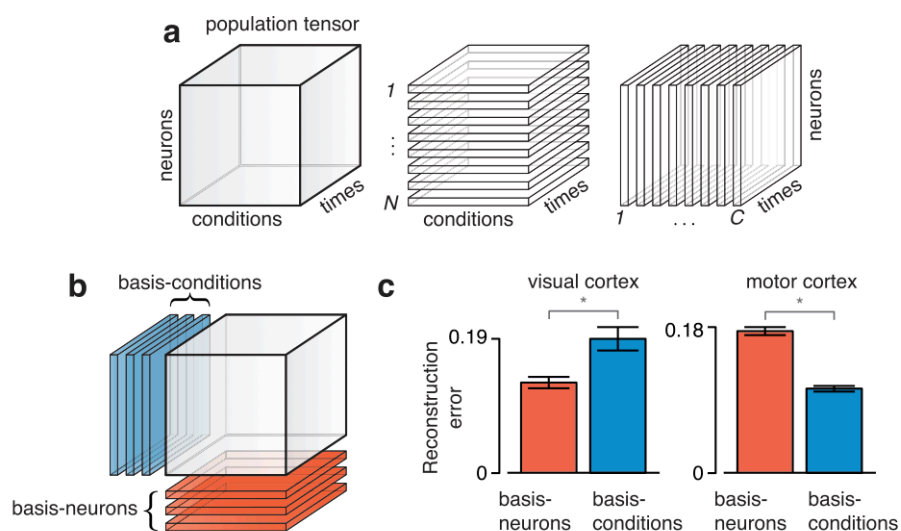 a
population tensor
neurons
conditions
times
1
⋮
N
conditions
times
neurons
1
...
C
times
b
basis-conditions
basis-neurons
c
visual cortex
motor cortex
*
*
Reconstruction
error
0.19
0
0.18
0
basis-
neurons
basis-
conditions
basis-
neurons
basis-
conditions